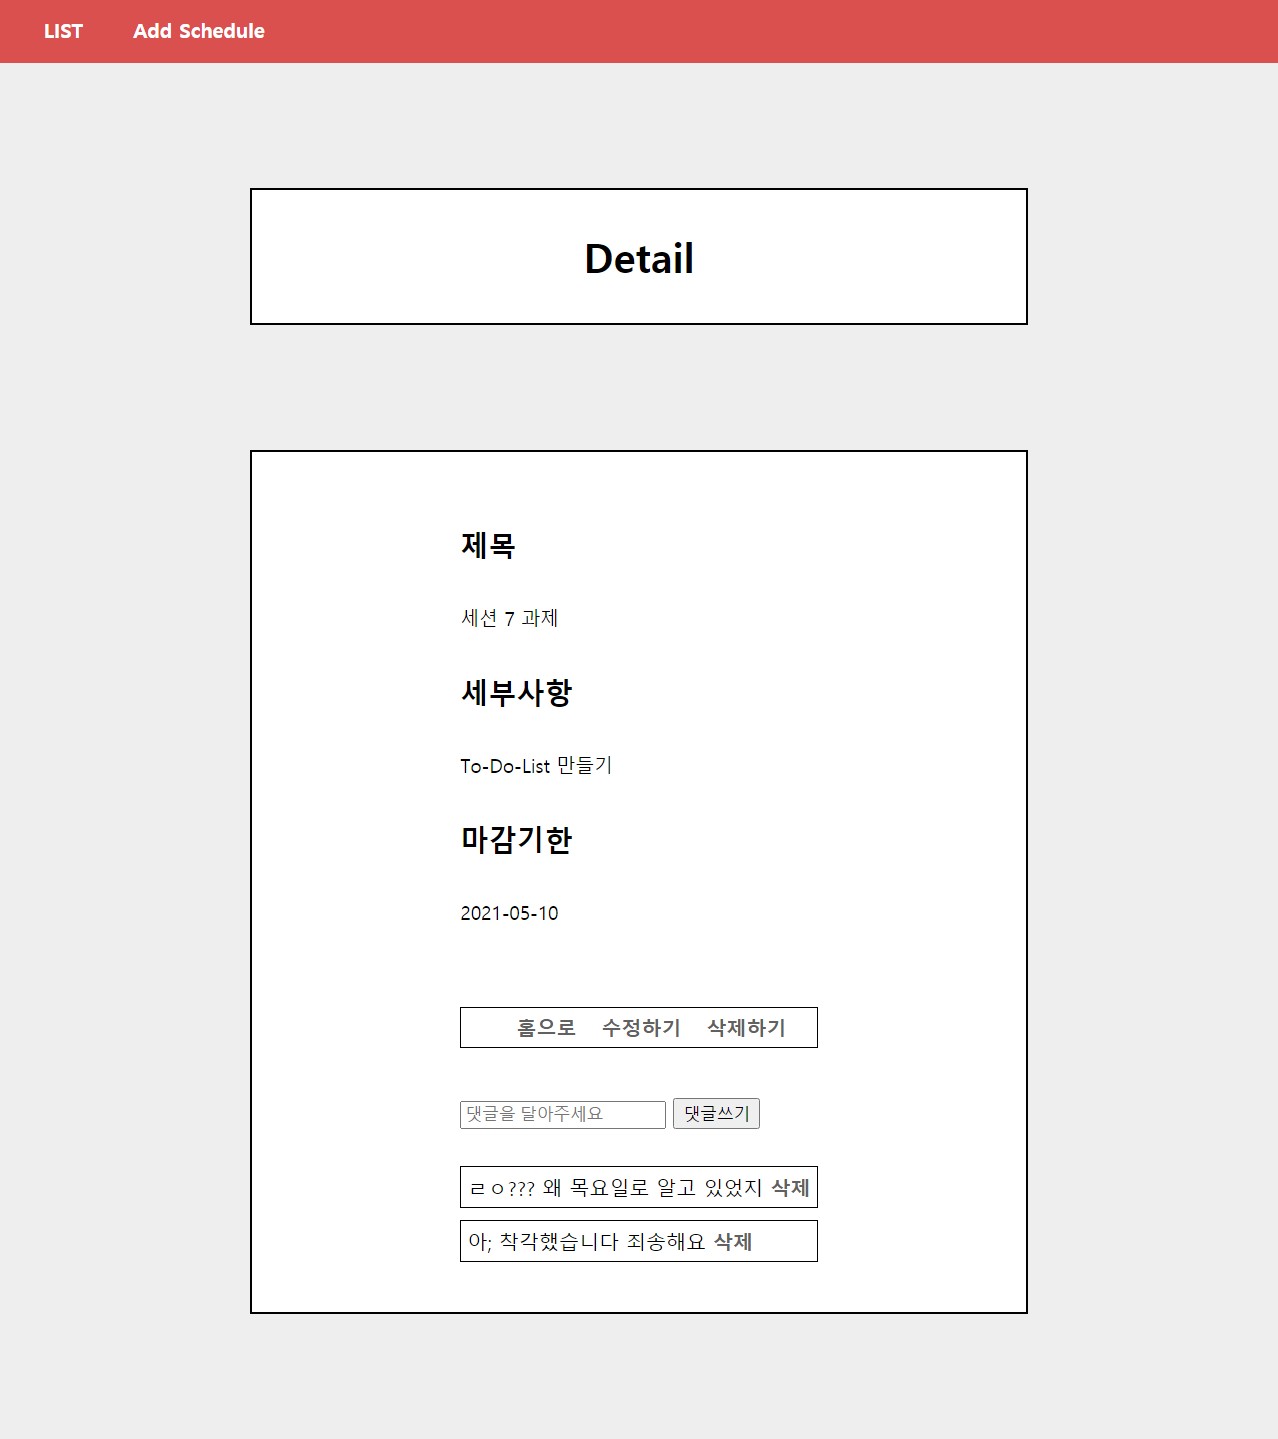 LIST Add Schedule
Detail
제목
세션 7 과제
세부사항
To-Do-List 만들기
마감기한
2021-05-10
홈으로 수정하기 삭제하기
댓글을 달아주세요 댓글쓰기
ㄹㅇ??? 왜 목요일로 알고 있었지 삭제
아; 착각했습니다 죄송해요 삭제